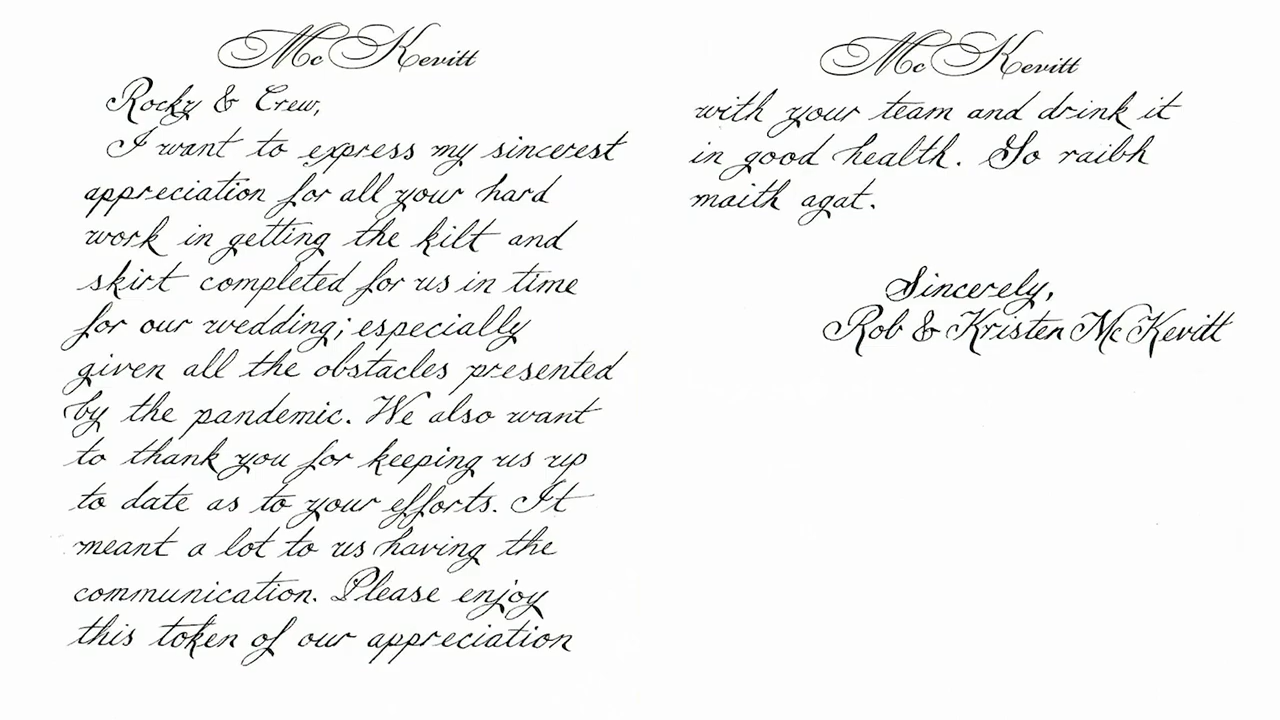 Mc Kevitt
Rocky & Crew,
I want to express my sincerest
appreciation for all your hard
work in getting the kilt and
skirt completed for us in time
for our wedding; especially
given all the obstacles presented
by the pandemic. We also want
to thank you for keeping us up
to date as to your efforts. It
meant a lot to us having the
communication. Please enjoy
this token of our appreciation
Mc Kevitt
with your team and drink it
in good health. Go raibh
maith agat.
Sincerely,
Rob & Kristen McKevitt